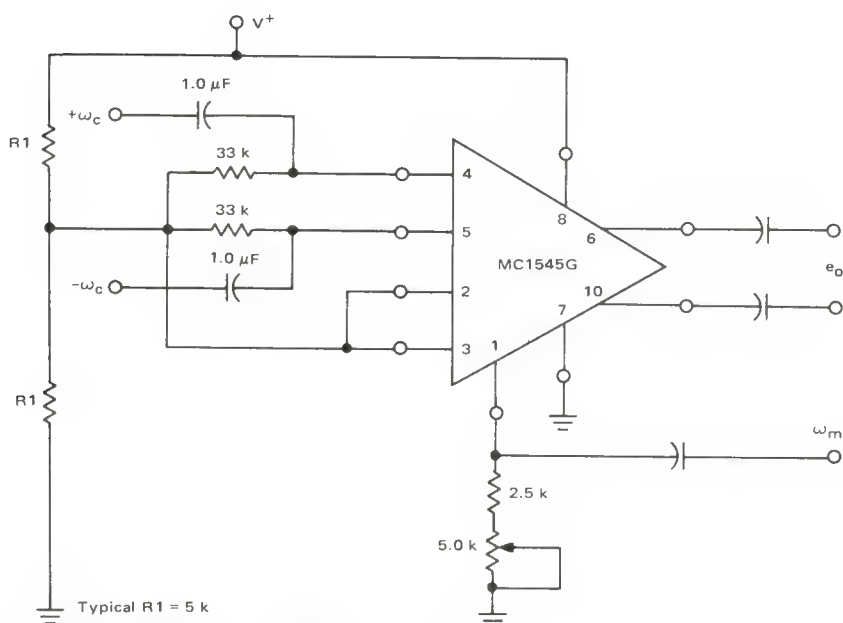 V+
1.0 μF
+ωc
R1
33 k
4
33 k
5
8
6
MC1545G
1.0 μF
eo
-ωc
2
10
7
3
1
R1
ωm
2.5 k
5.0 k
Typical R1 = 5 k